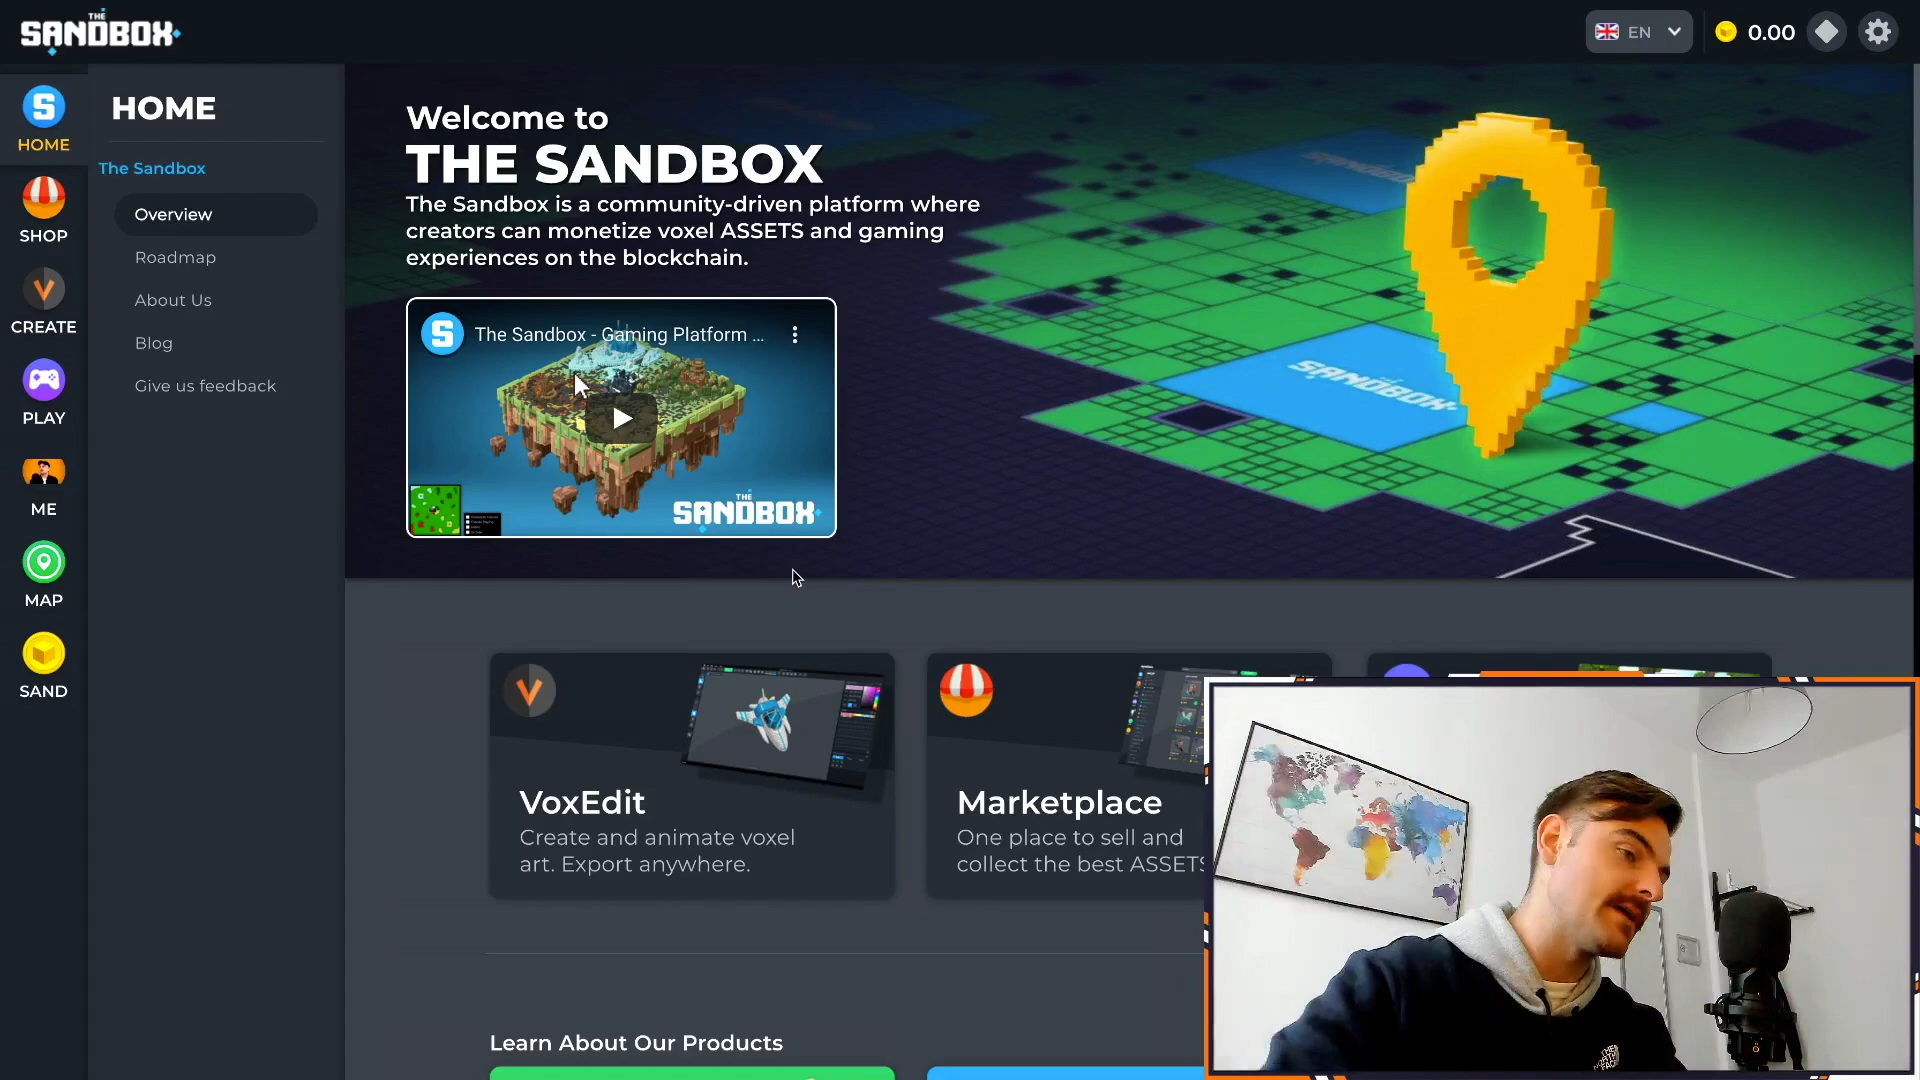 THE
SANDBOX
EN
0.00
HOME
SHOP
CREATE
PLAY
ME
MAP
SAND
HOME
The Sandbox
Overview
Roadmap
About Us
Blog
Give us feedback
Welcome to
THE SANDBOX
The Sandbox is a community-driven platform where
creators can monetize voxel ASSETS and gaming
experiences on the blockchain.
The Sandbox - Gaming Platform ...
THE
SANDBOX
SANDBOX
VoxEdit
Create and animate voxel
art. Export anywhere.
Marketplace
One place to sell and
collect the best ASSETS
Learn About Our Products